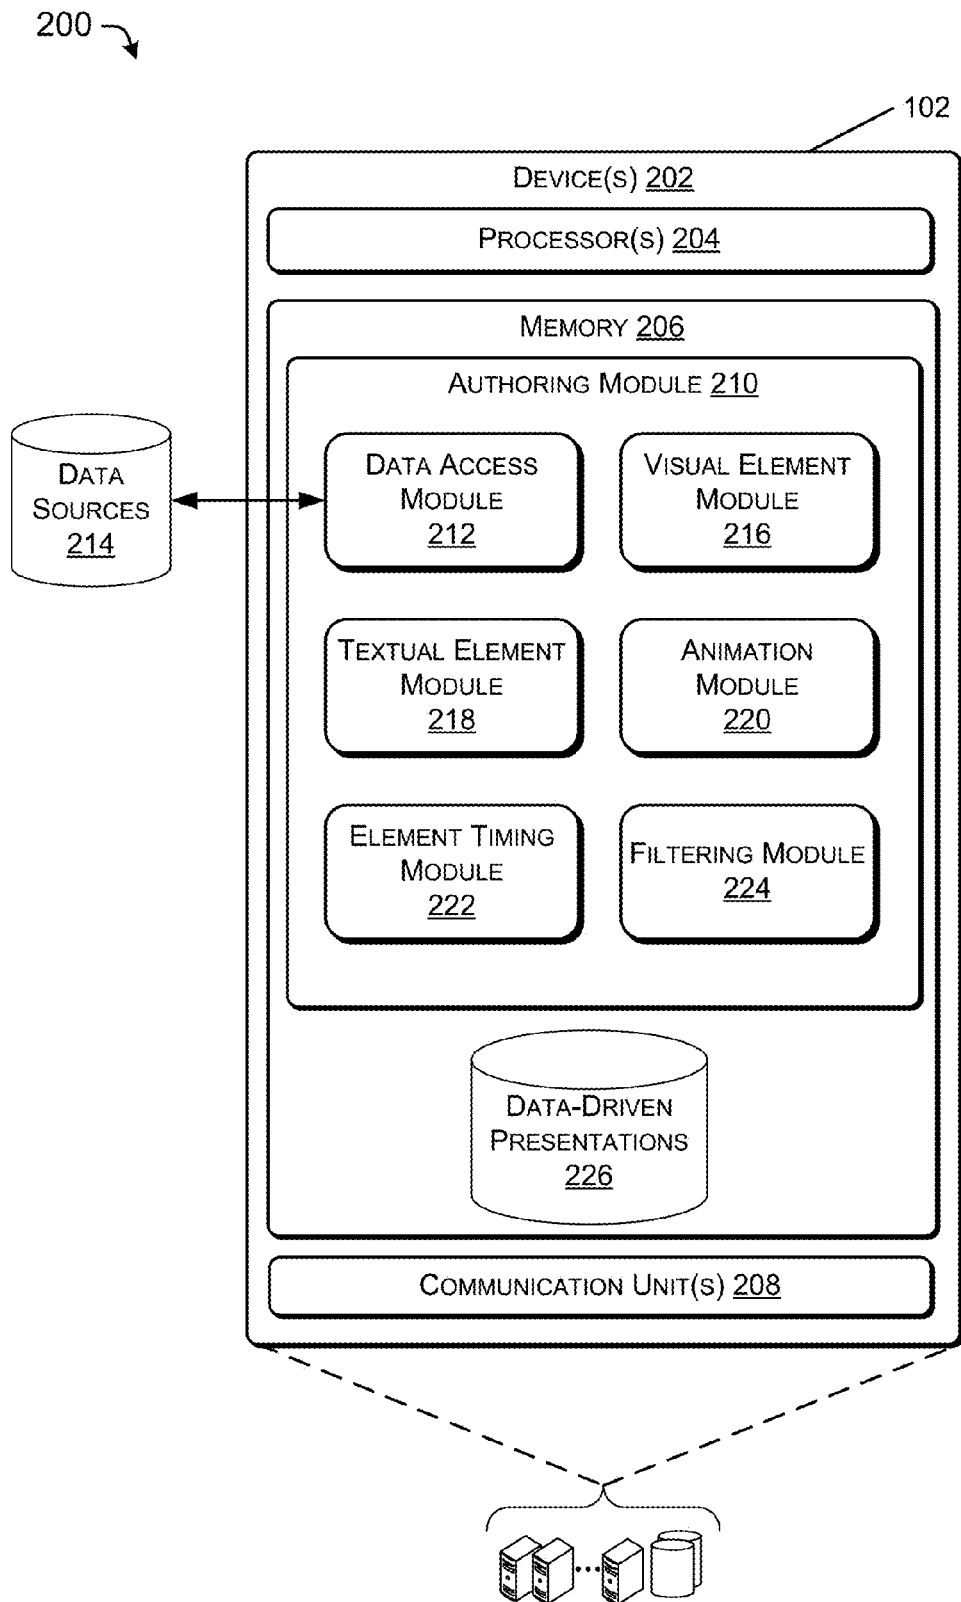 200
102
DEVICE(S) 202
PROCESSOR(S) 204
MEMORY 206
AUTHORING MODULE 210
DATA
SOURCES
214
DATA ACCESS
MODULE
212
VISUAL ELEMENT
MODULE
216
TEXTUAL ELEMENT
MODULE
218
ANIMATION
MODULE
220
ELEMENT TIMING
MODULE
222
FILTERING MODULE
224
DATA-DRIVEN
PRESENTATIONS
226
COMMUNICATION UNIT(S) 208